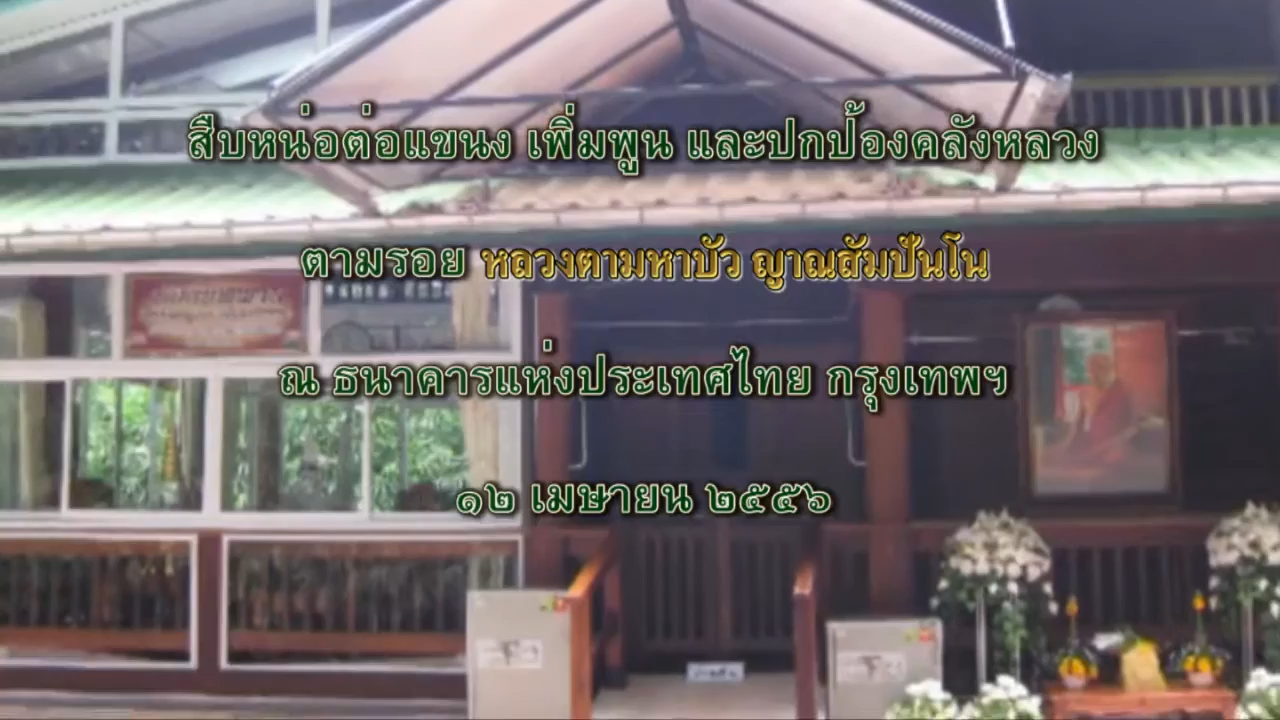 สืบหน่อต่อแขนง เพิ่มพูน และปกป้องคลังหลวง
ตามรอย หลวงตามหาบัว ญาณสัมปันโน
ณ ธนาคารแห่งประเทศไทย กรุงเทพฯ
๑๒ เมษายน ๒๕๕๖